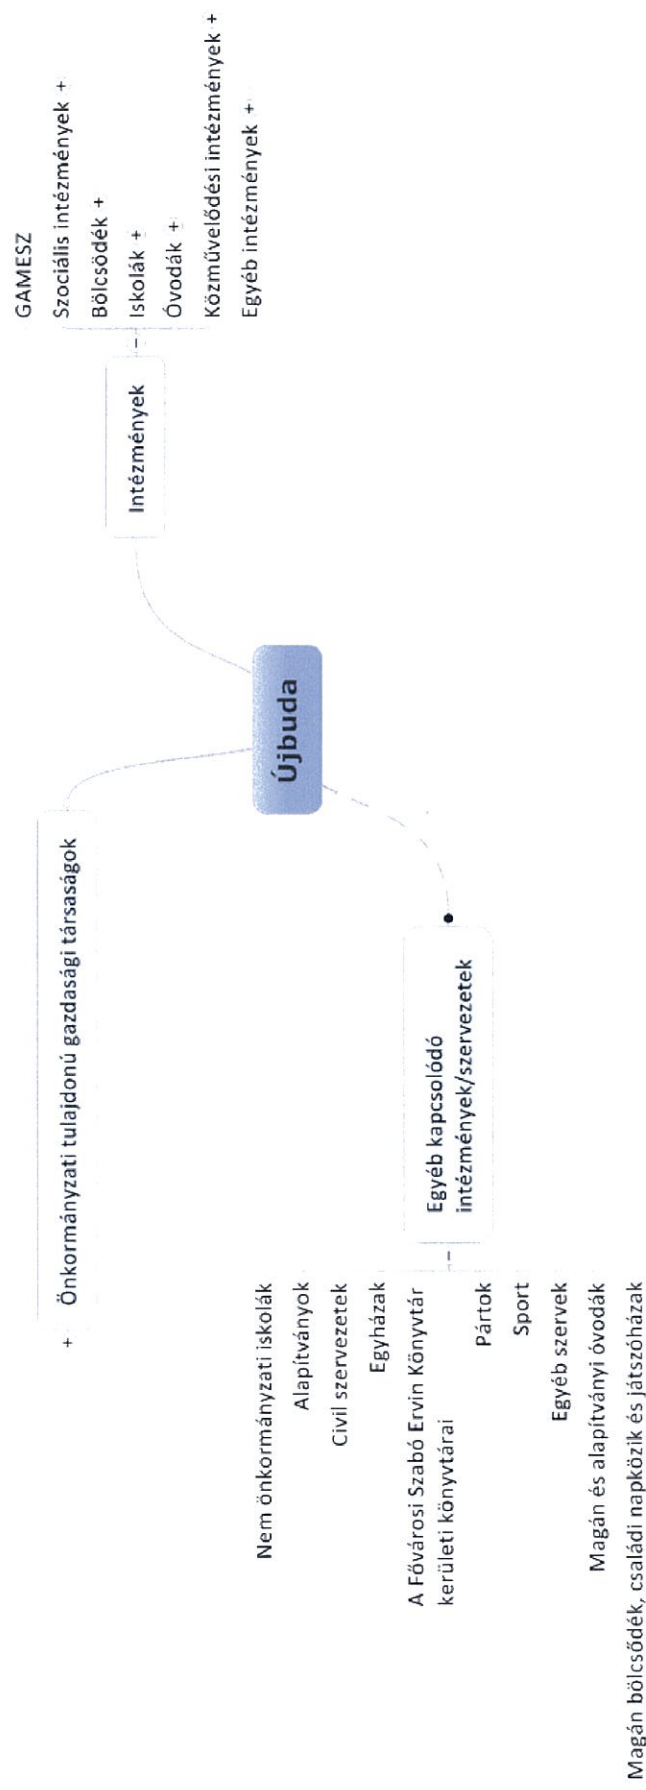 Újbuda
Intézmények
–
GAMESZ
Szociális intézmények +
Bölcsödék +
Iskolák +
Óvodák +
Közművelődési intézmények +
Egyéb intézmények +
+ Önkormányzati tulajdonú gazdasági társaságok
Egyéb kapcsolódó
intézmények/szervezetek
–
Nem önkormányzati iskolák
Alapítványok
Civil szervezetek
Egyházak
A Fővárosi Szabó Ervin Könyvtár
kerületi könyvtárai
Pártok
Sport
Egyéb szervek
Magán és alapítványi óvodák
Magán bölcsődék, családi napközik és játszóházak